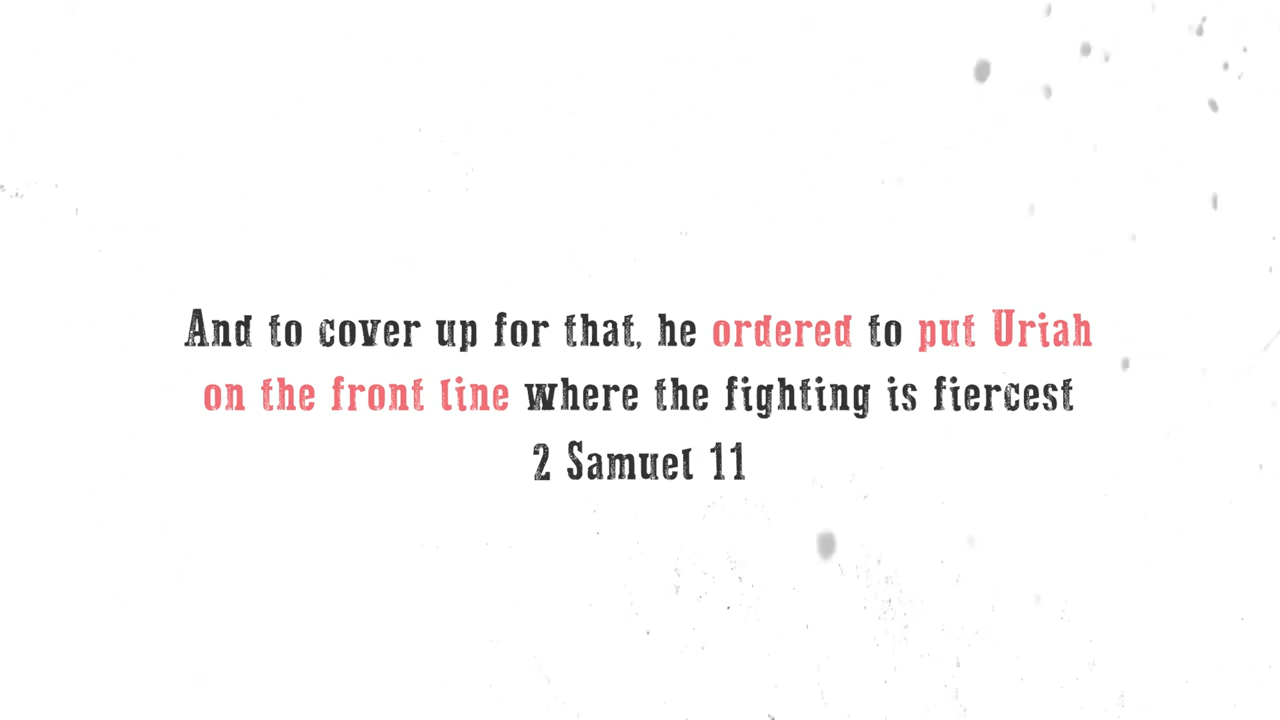 And to cover up for that, he ordered to put Uriah
on the front line where the fighting is fiercest
2 Samuel 11